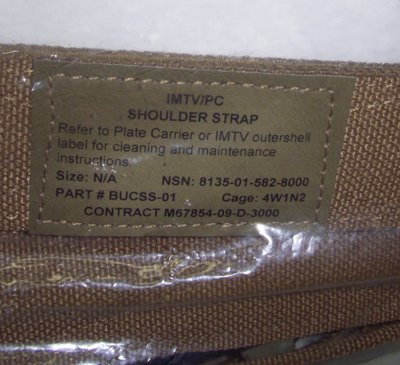 IMTV/PC
SHOULDER STRAP
Refer to Plate Carrier or IMTV outershell
label for cleaning and maintenance
instructions.
Size: N/A NSN: 8135-01-582-8000
PART # BUCSS-01 Cage: 4W1N2
CONTRACT M67854-09-D-3000